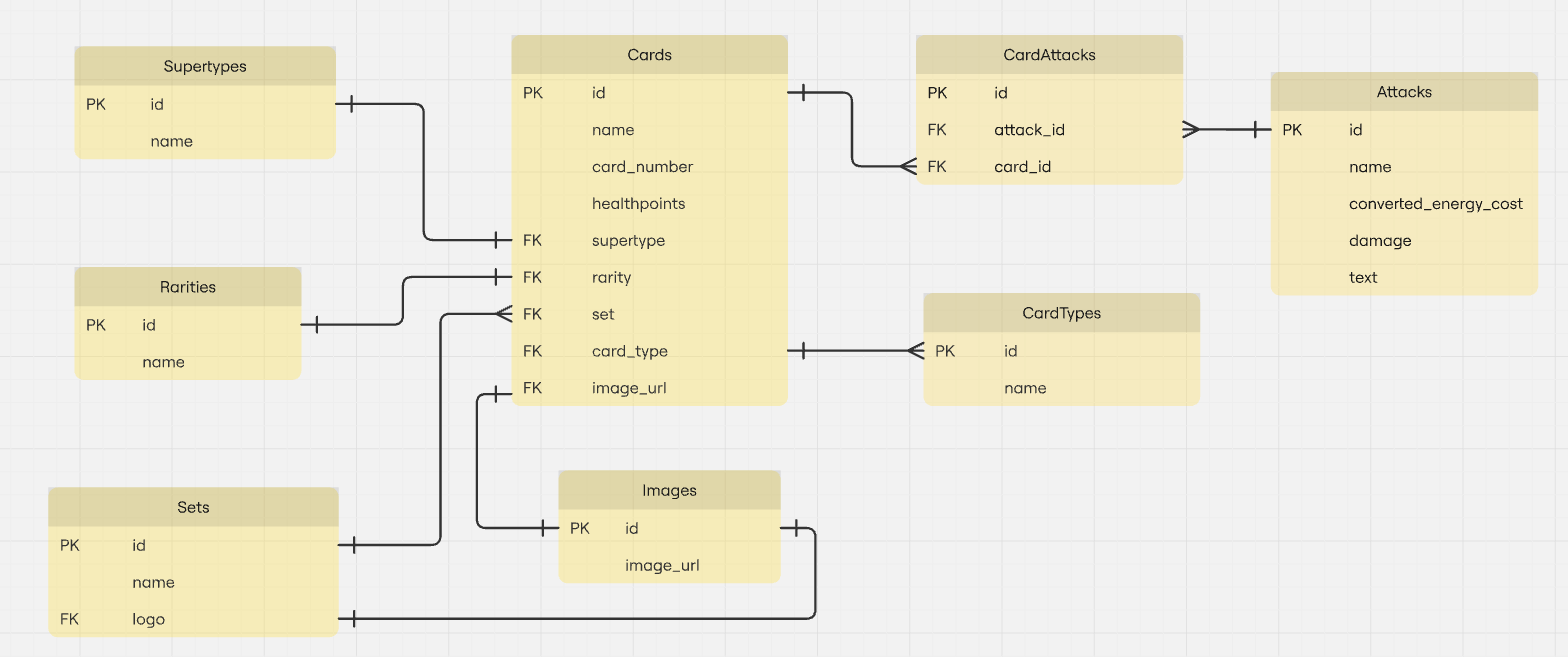 Supertypes
PK id
name
Rarities
PK id
name
Sets
PK id
name
FK logo
Cards
PK id
name
card_number
healthpoints
FK supertype
FK rarity
FK set
FK card_type
FK image_url
Images
PK id
image_url
CardAttacks
PK id
FK attack_id
FK card_id
CardTypes
PK id
name
Attacks
PK id
name
converted_energy_cost
damage
text